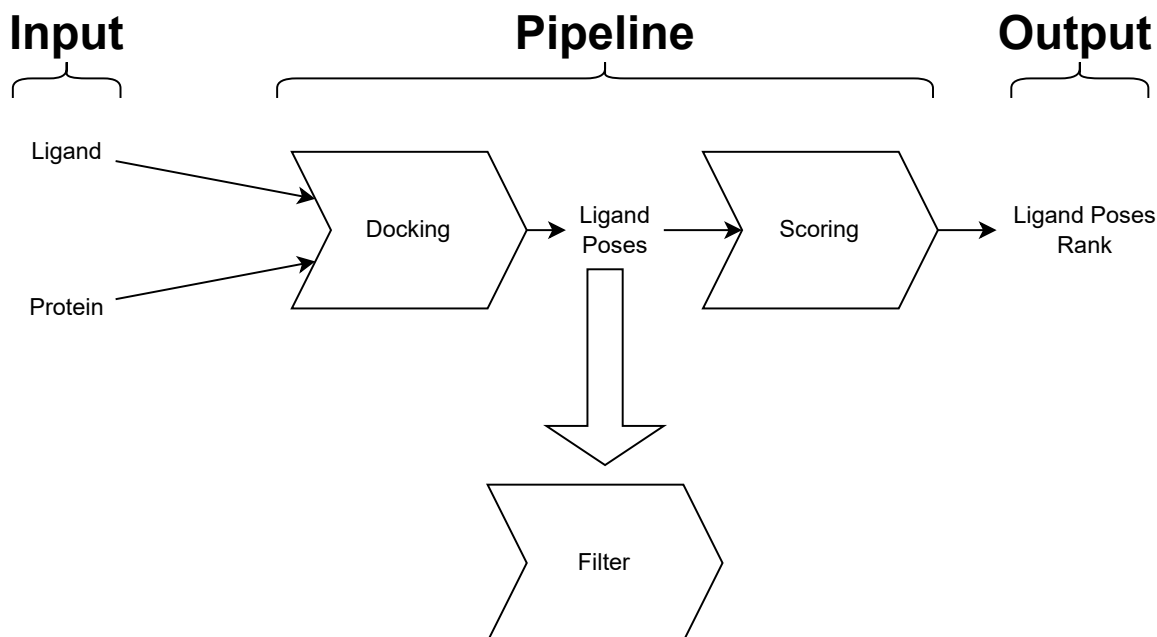 Input
Pipeline
Output
Ligand
Protein
Docking
Ligand
Poses
Scoring
Ligand Poses
Rank
Filter